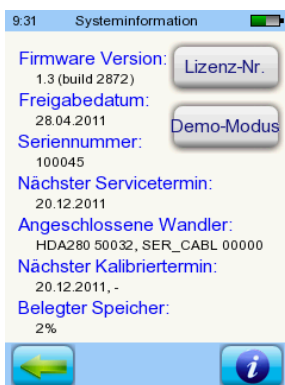 9:31 Systeminformation
Firmware Version:
1.3 (build 2872)
Lizenz-Nr.
Freigabedatum:
28.04.2011
Demo-Modus
Seriennummer:
100045
Nächster Servicetermin:
20.12.2011
Angeschlossene Wandler:
HDA280 50032, SER_CABL 00000
Nächster Kalibriertermin:
20.12.2011, -
Belegter Speicher:
2%
i